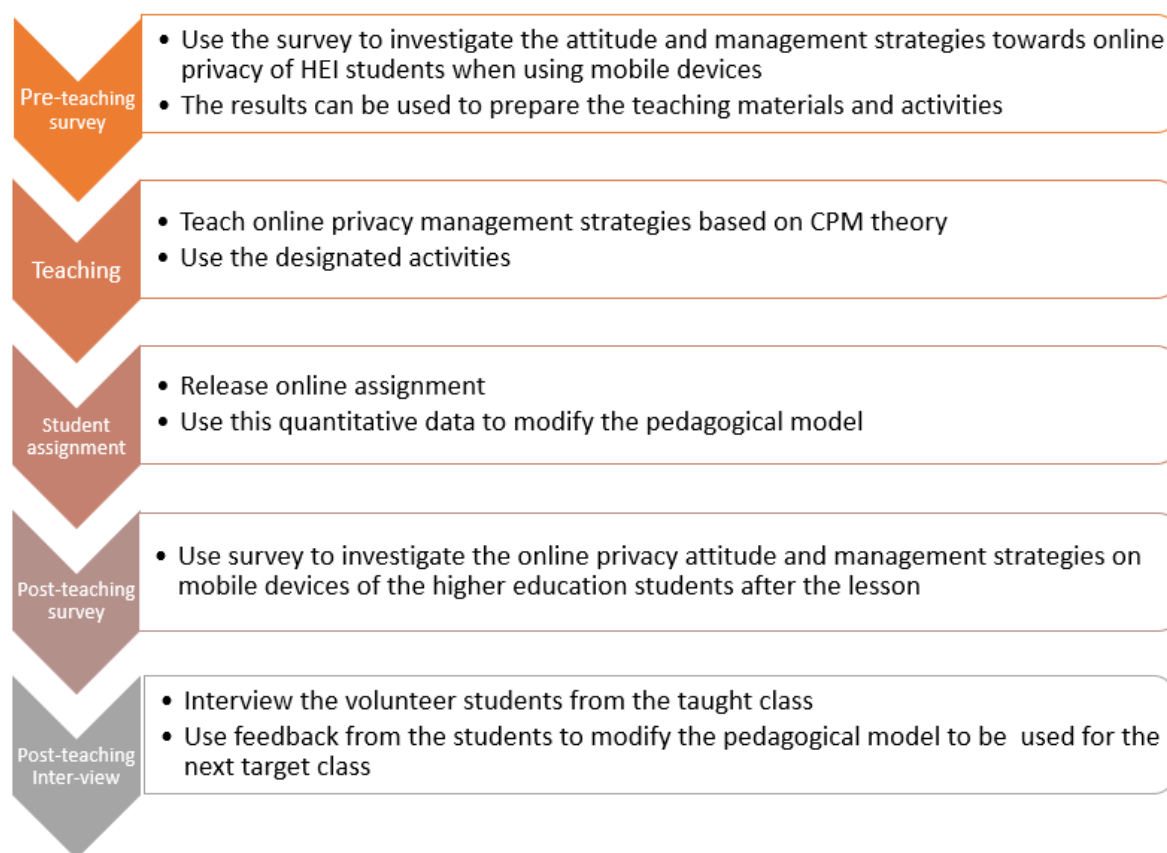 Pre-teaching
survey
• Use the survey to investigate the attitude and management strategies towards online
privacy of HEI students when using mobile devices
• The results can be used to prepare the teaching materials and activities
Teaching
• Teach online privacy management strategies based on CPM theory
• Use the designated activities
Student
assignment
• Release online assignment
• Use this quantitative data to modify the pedagogical model
Post-teaching
survey
• Use survey to investigate the online privacy attitude and management strategies on
mobile devices of the higher education students after the lesson
Post-teaching
Inter-view
• Interview the volunteer students from the taught class
• Use feedback from the students to modify the pedagogical model to be  used for the
next target class